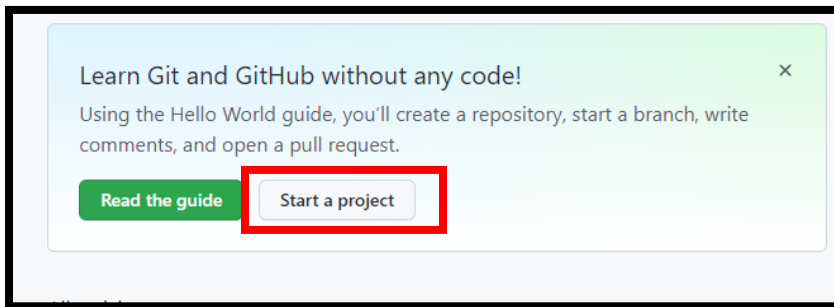 Learn Git and GitHub without any code!
Using the Hello World guide, you'll create a repository, start a branch, write
comments, and open a pull request.
Read the guide
Start a project